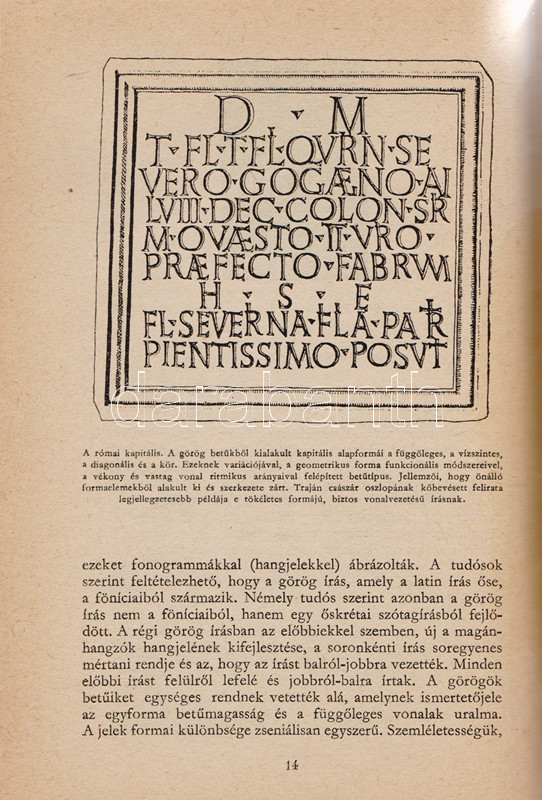 D · M
T · FL · T · FL QVRN · SE
VERO · GOGÆNO · AI
LVIII · DEC · COLON · SR
M · QVÆSTO · II · VRO ·
PRÆFECTO · FABRVM
H · S · E
FL · SEVERNA · FLA · PATR
PIENTISSIMO · POSVT
darabanth
A római kapitális. A görög betűkből kialakult kapitális alapformái a függőleges, a vízszintes,
a diagonális és a kör. Ezeknek variációjával, a geometrikus forma funkcionális módszereivel,
a vékony és vastag vonal ritmikus arányaival felépített betűtípus. Jellemzői, hogy önálló
formaelemekből alakult ki és szerkezete zárt. Traján császár oszlopának kőbevésett felirata
legjellegzetesebb példája e tökéletes formájú, biztos vonalvezetésű írásnak.
ezeket fonogrammákkal (hangjelekkel) ábrázolták. A tudósok
szerint feltételezhető, hogy a görög írás, amely a latin írás őse,
a föníciaiból származik. Némely tudós szerint azonban a görög
írás nem a föníciaiból, hanem egy őskrétai szótagírásból fejlő-
dött. A régi görög írásban az előbbiekkel szemben, új a magán-
hangzók hangjelének kifejlesztése, a soronkénti írás soregyenes
mértani rendje és az, hogy az írást balról-jobbra vezették. Minden
előbbi írást felülről lefelé és jobbról-balra írtak. A görögök
betűiket egységes rendnek vetették alá, amelynek ismertetőjele
az egyforma betűmagasság és a függőleges vonalak uralma.
A jelek formai különbsége zseniálisan egyszerű. Szemléletességük,
14